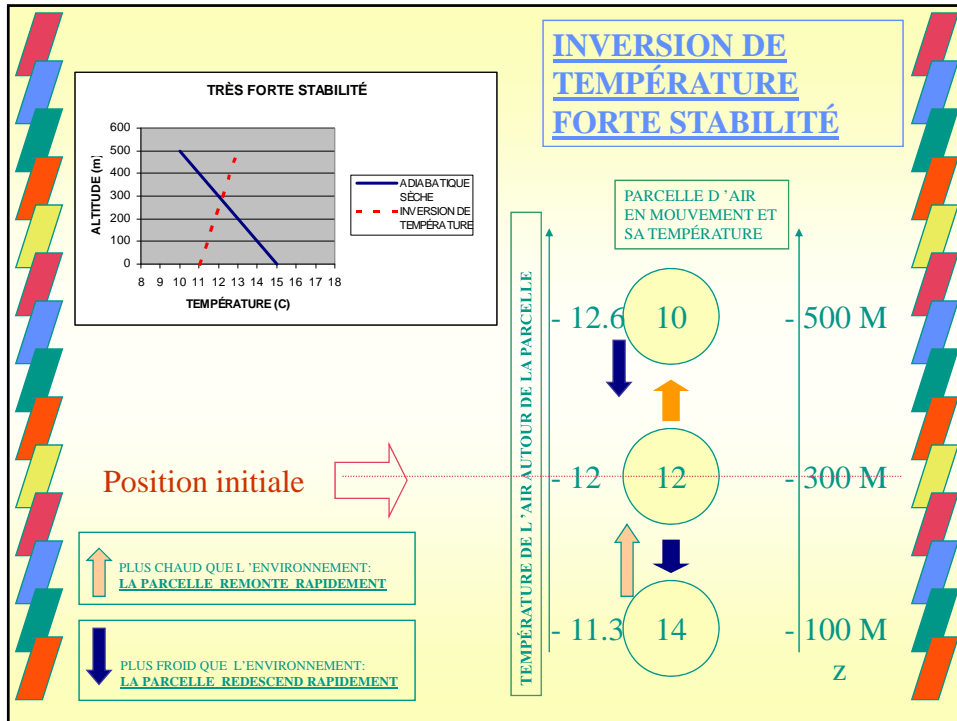 INVERSION DE
TEMPÉRATURE
FORTE STABILITÉ
TRÈS FORTE STABILITÉ
ALTITUDE (m)
600
500
400
300
200
100
0
8 9 10 11 12 13 14 15 16 17 18
TEMPÉRATURE (C)
ADIABATIQUE
SÈCHE
INVERSION DE
TEMPÉRATURE
PARCELLE D ’AIR
EN MOUVEMENT ET
SA TEMPÉRATURE
TEMPÉRATURE DE L ’AIR AUTOUR DE LA PARCELLE
- 12.6 10 - 500 M
Position initiale - 12 12 - 300 M
- 11.3 14 - 100 M
z
PLUS CHAUD QUE L ’ENVIRONNEMENT:
LA PARCELLE REMONTE RAPIDEMENT
PLUS FROID QUE L’ENVIRONNEMENT:
LA PARCELLE REDESCEND RAPIDEMENT